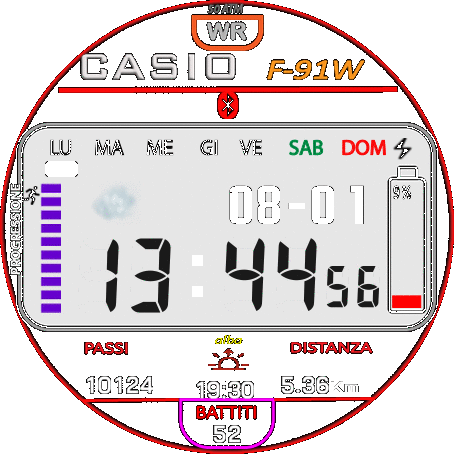 WR
CASIO F-91W
LU MA ME GI VE SAB DOM
9%
PROGRESSIONE
08-01
13:44 56
PASSI
alba
DISTANZA
10124
19:30
5.36 Km
BATTITI
52